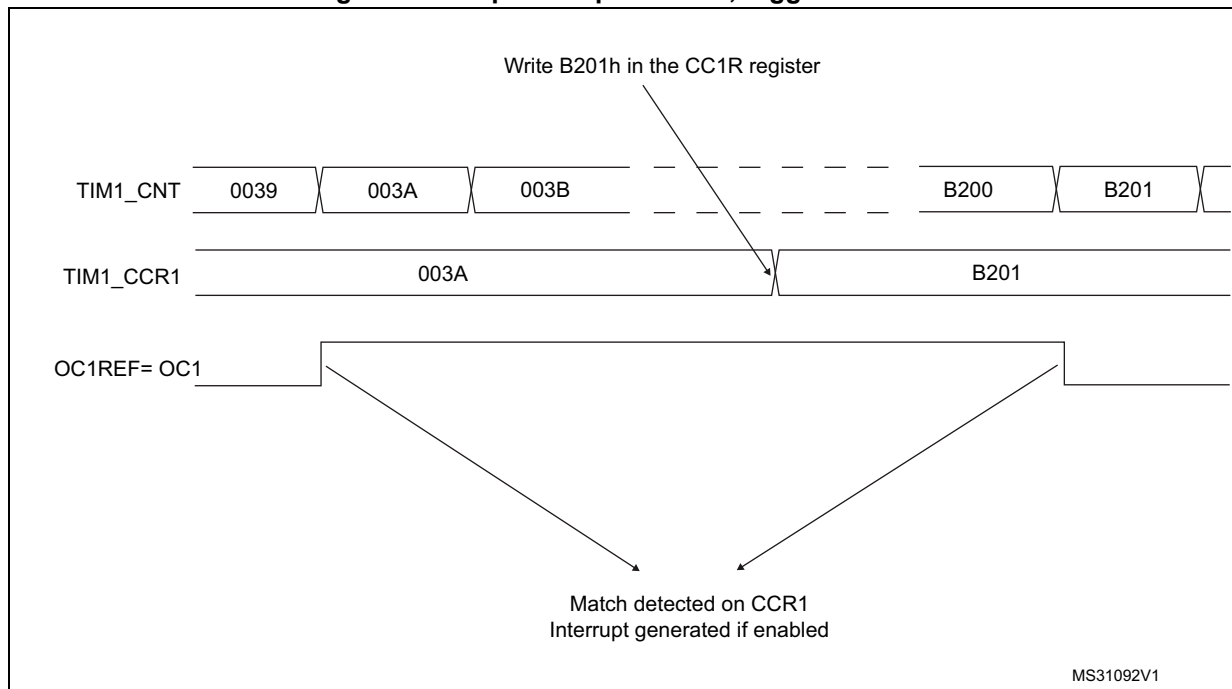 Write B201h in the CC1R register
TIM1_CNT 0039 003A 003B B200 B201
TIM1_CCR1 003A B201
OC1REF= OC1
Match detected on CCR1
Interrupt generated if enabled
MS31092V1